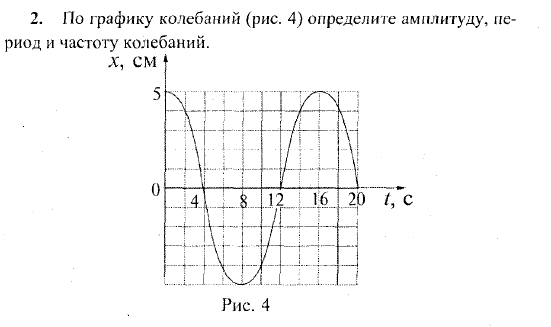 2. По графику колебаний (рис. 4) определите амплитуду, пе-
риод и частоту колебаний.
x, см
5
0
4 8 12 16 20 t, с
Рис. 4